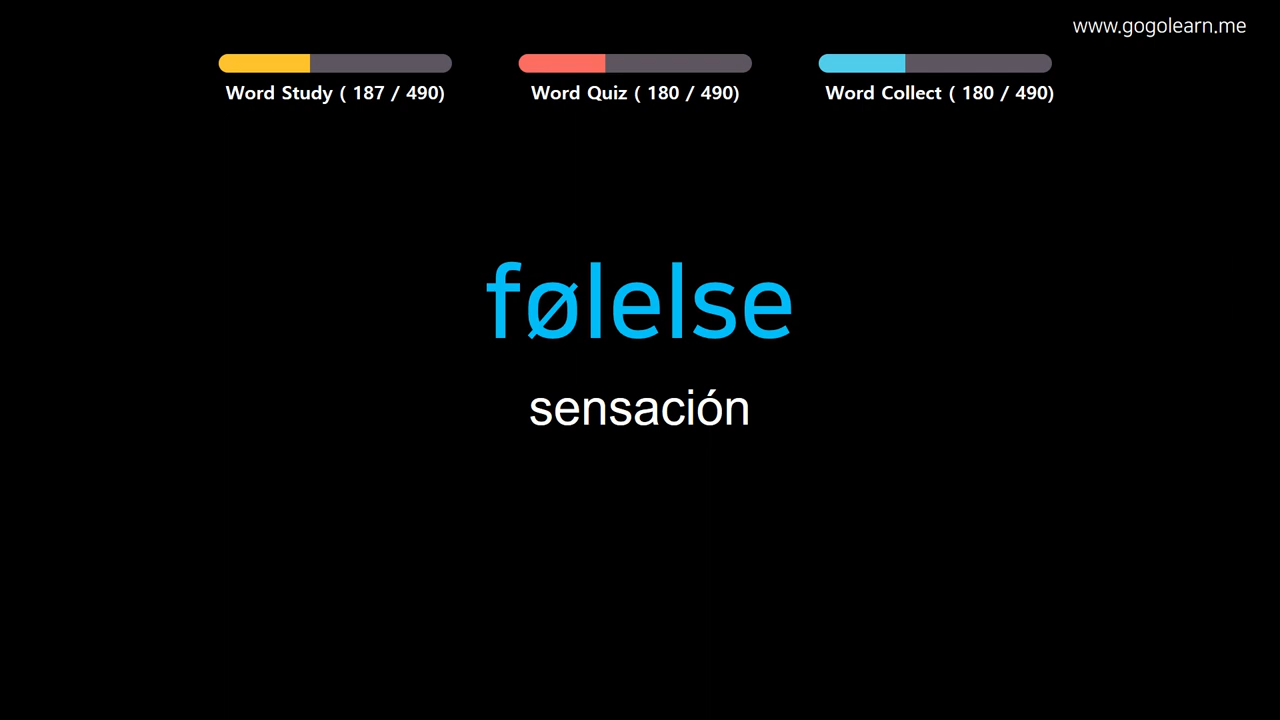 www.gogolearn.me
Word Study ( 187 / 490)
Word Quiz ( 180 / 490)
Word Collect ( 180 / 490)
følelse
sensación